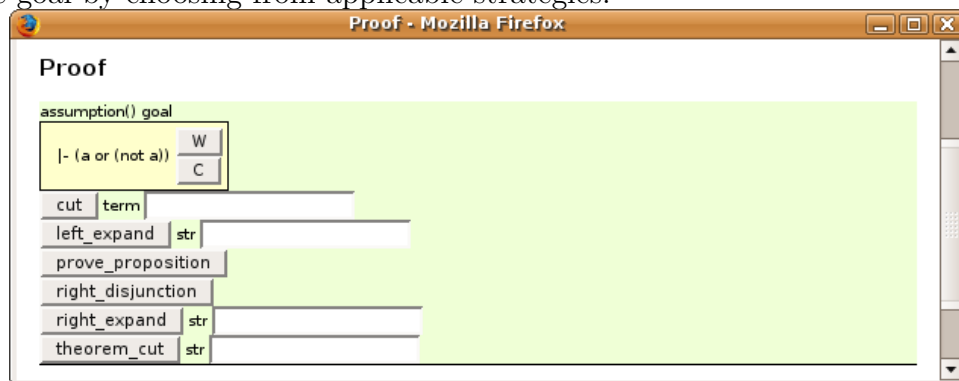 goal by choosing from applicable strategies.
Proof - Mozilla Firefox
Proof
assumption() goal
|- (a or (not a)) W
C
cut term
left_expand str
prove_proposition
right_disjunction
right_expand str
theorem_cut str